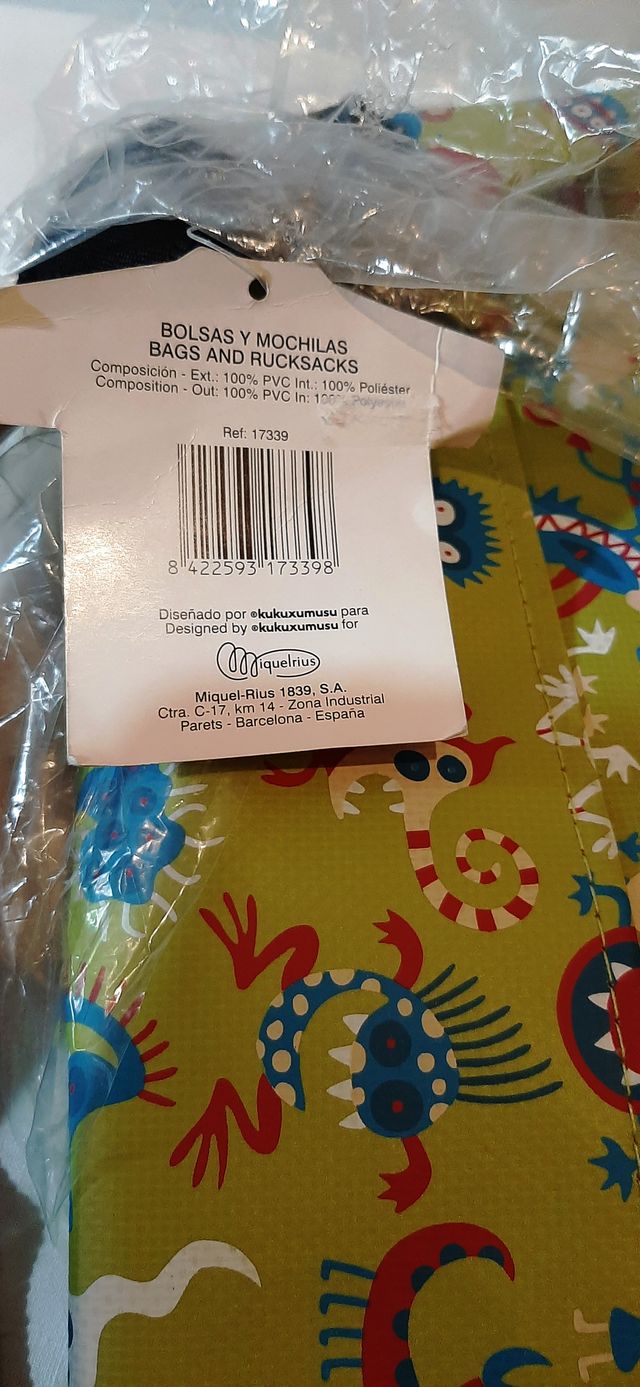 BOLSAS Y MOCHILAS
BAGS AND RUCKSACKS
Composición - Ext.: 100% PVC Int.: 100% Poliéster
Composition - Out: 100% PVC In: 100%
Ref: 17339
8 422593 173398
Diseñado por ®kukuxumusu para
Designed by ®kukuxumusu for
Miquelrius
Miquel-Rius 1839, S.A.
Ctra. C-17, km 14 - Zona Industrial
Parets - Barcelona - España